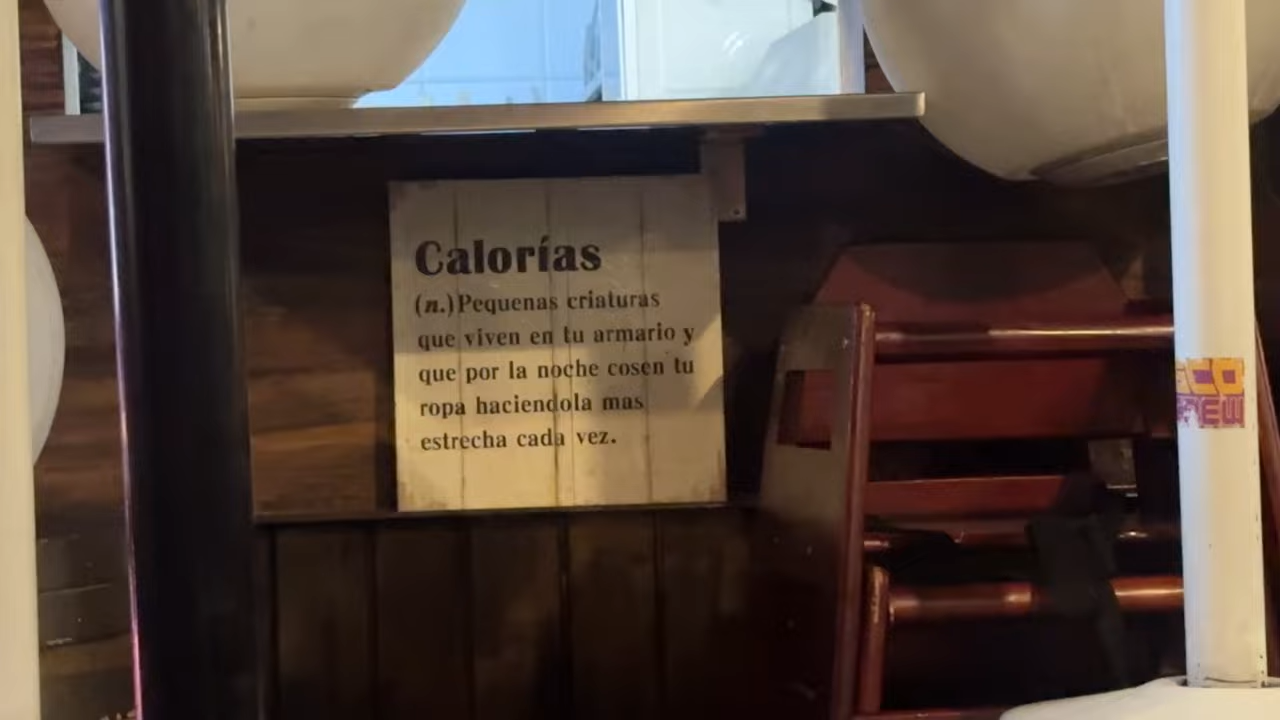 Calorías
(n.)Pequenas criaturas
que viven en tu armario y
que por la noche cosen tu
ropa haciendola mas
estrecha cada vez.